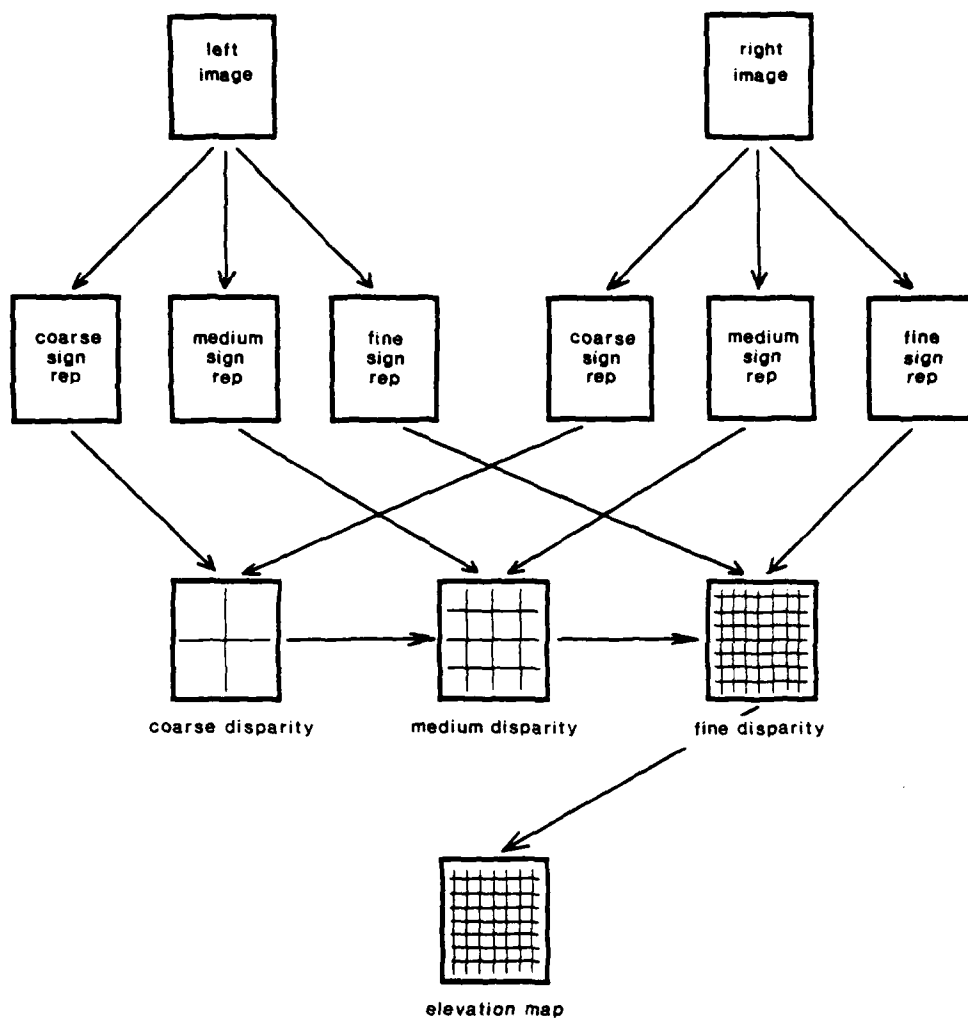 left
image
right
image
coarse
sign
rep
medium
sign
rep
fine
sign
rep
coarse
sign
rep
medium
sign
rep
fine
sign
rep
coarse disparity
medium disparity
fine disparity
elevation map